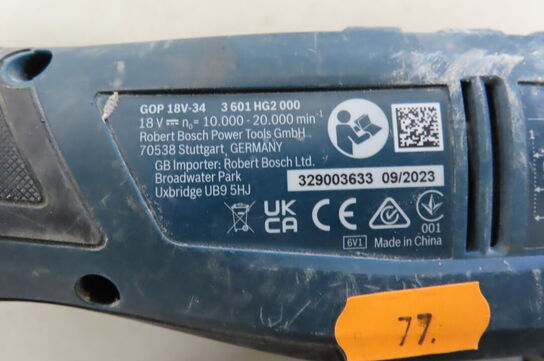 GOP 18V-34 3 601 HG2 000
18 V ⎓ n₀= 10.000 - 20.000 min⁻¹
Robert Bosch Power Tools GmbH
70538 Stuttgart, GERMANY
GB Importer: Robert Bosch Ltd.
Broadwater Park
Uxbridge UB9 5HJ
329003633 09/2023
UK
CA
CE
001
6V1 Made in China
77.